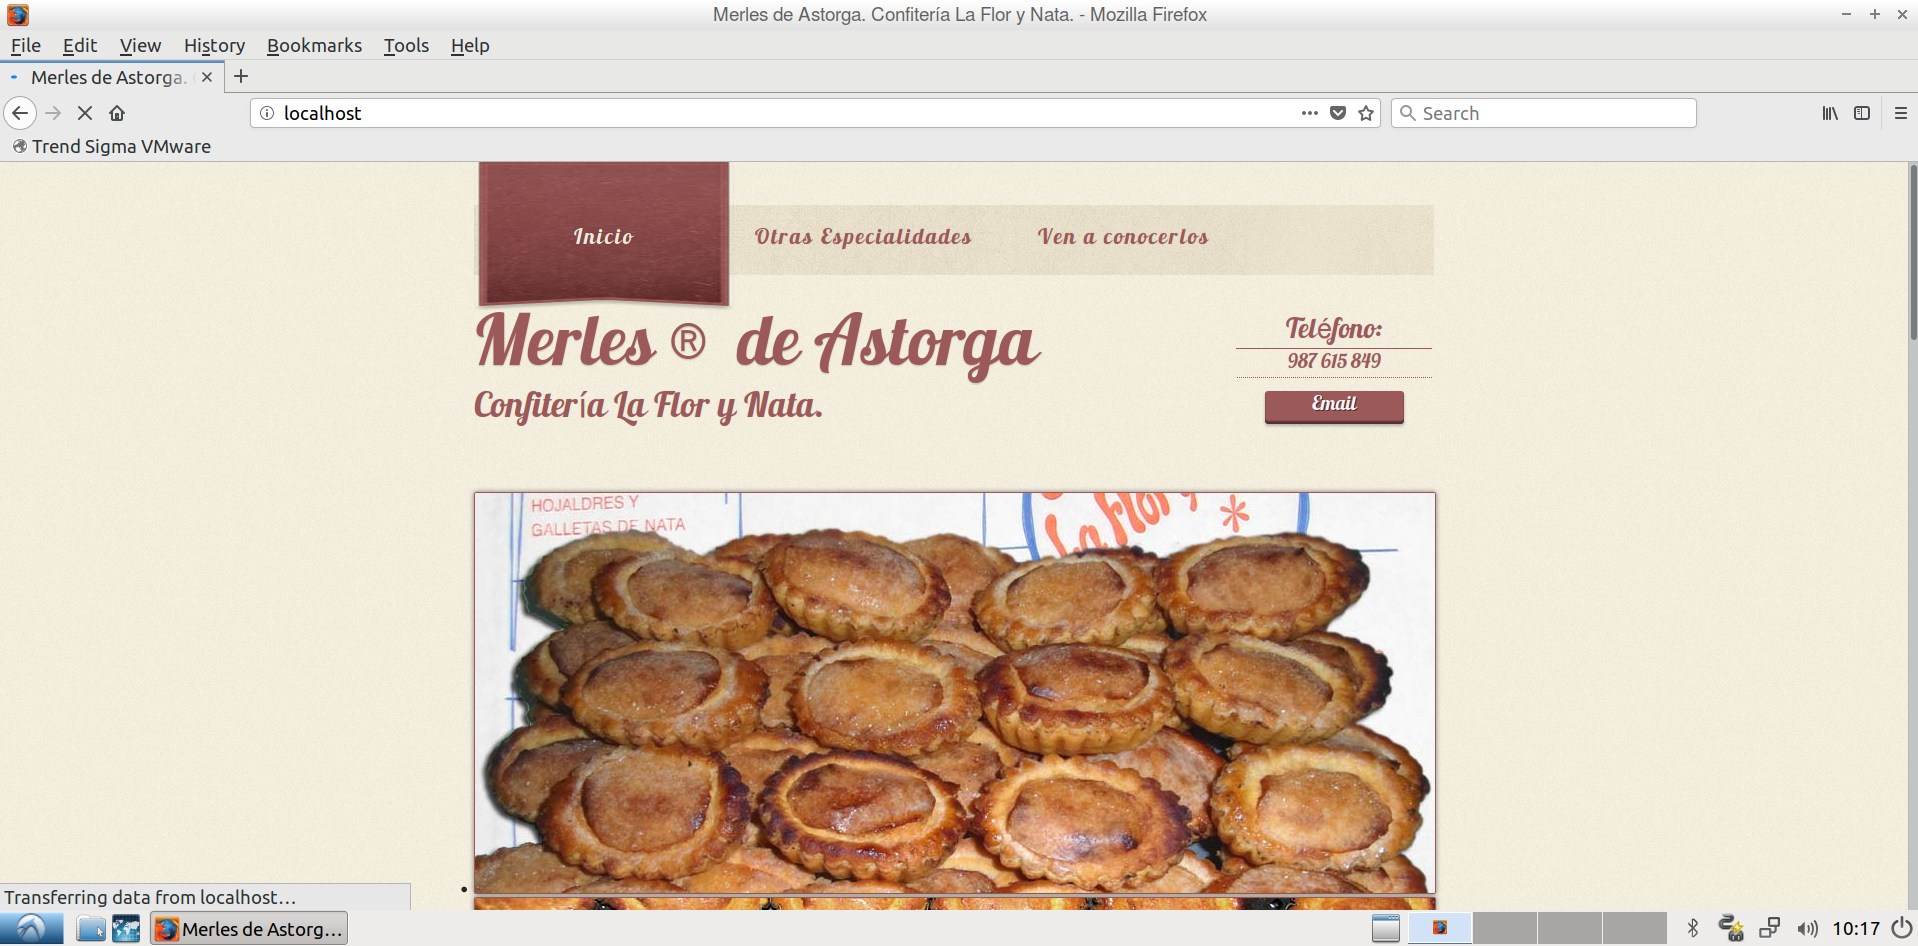 Merles de Astorga. Confitería La Flor y Nata. - Mozilla Firefox
File Edit View History Bookmarks Tools Help
Merles de Astorga.
localhost
Search
Trend Sigma VMware
Inicio Otras Especialidades Ven a conocerlos
Merles ® de Astorga
Teléfono:
987 615 849
Confitería La Flor y Nata.
Email
HOJALDRES Y
GALLETAS DE NATA
La Flor y
Transferring data from localhost…
Merles de Astorg...
10:17